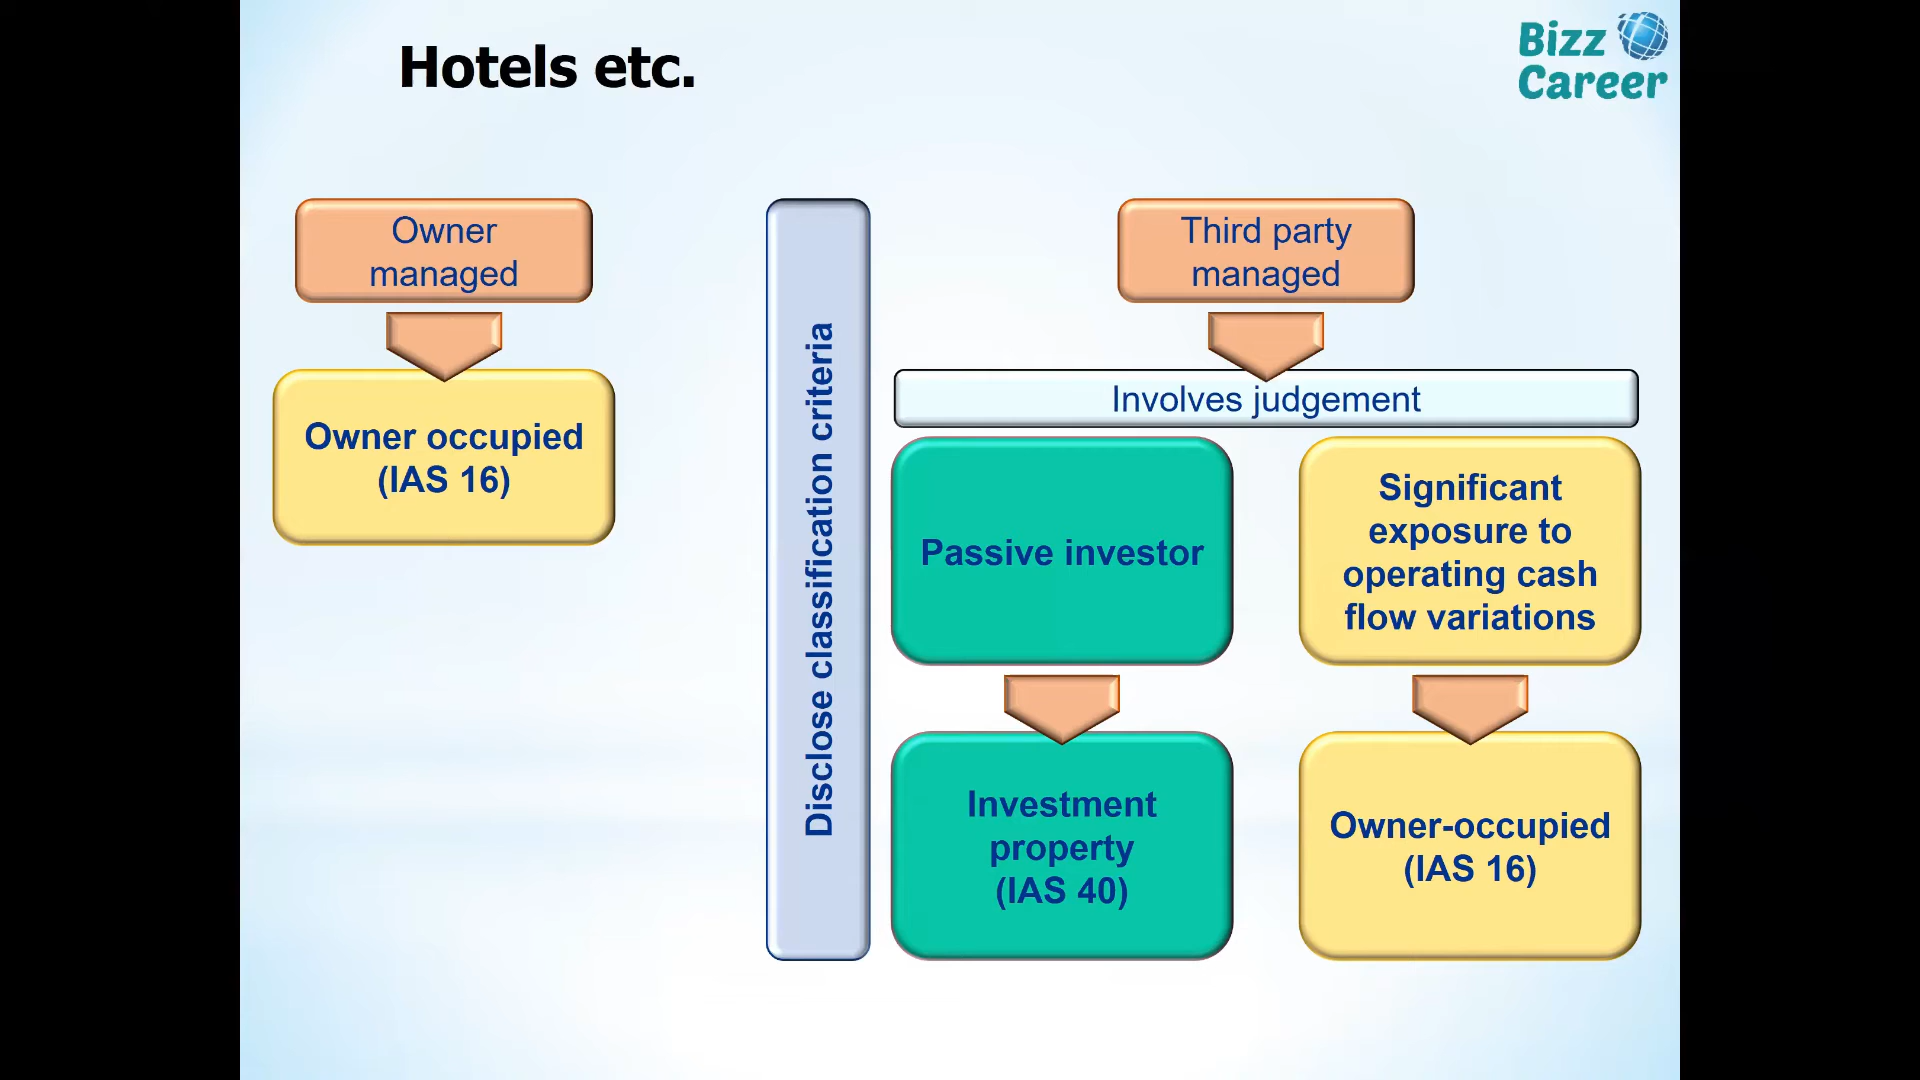 Hotels etc.
Bizz
Career
Owner
managed
Owner occupied
(IAS 16)
Disclose classification criteria
Third party
managed
Involves judgement
Passive investor
Significant
exposure to
operating cash
flow variations
Investment
property
(IAS 40)
Owner-occupied
(IAS 16)